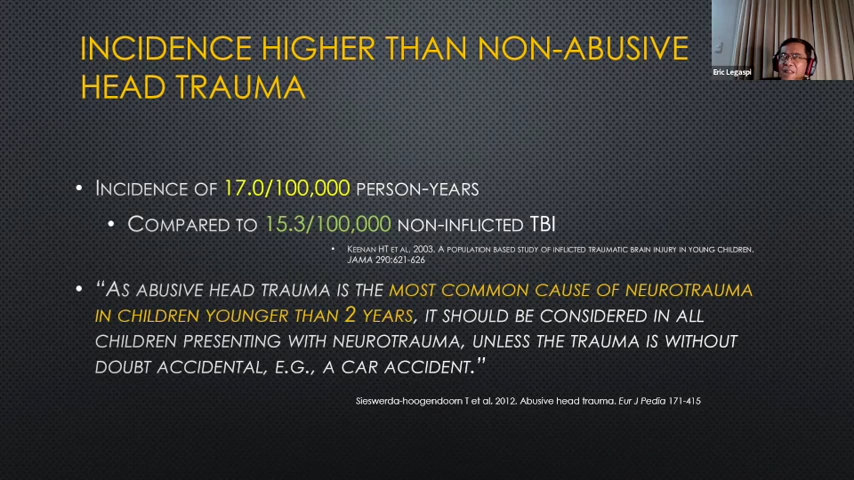 INCIDENCE HIGHER THAN NON-ABUSIVE
HEAD TRAUMA
Eric Legaspi
• INCIDENCE OF 17.0/100,000 PERSON-YEARS
• COMPARED TO 15.3/100,000 NON-INFLICTED TBI
• KEENAN HT ET AL. 2003. A POPULATION BASED STUDY OF INFLICTED TRAUMATIC BRAIN INJURY IN YOUNG CHILDREN.
JAMA 290:621-626
• “AS ABUSIVE HEAD TRAUMA IS THE MOST COMMON CAUSE OF NEUROTRAUMA
IN CHILDREN YOUNGER THAN 2 YEARS, IT SHOULD BE CONSIDERED IN ALL
CHILDREN PRESENTING WITH NEUROTRAUMA, UNLESS THE TRAUMA IS WITHOUT
DOUBT ACCIDENTAL, E.G., A CAR ACCIDENT.”
Sieswerda-hoogendoorn T et al. 2012. Abusive head trauma. Eur J Pedia 171-415